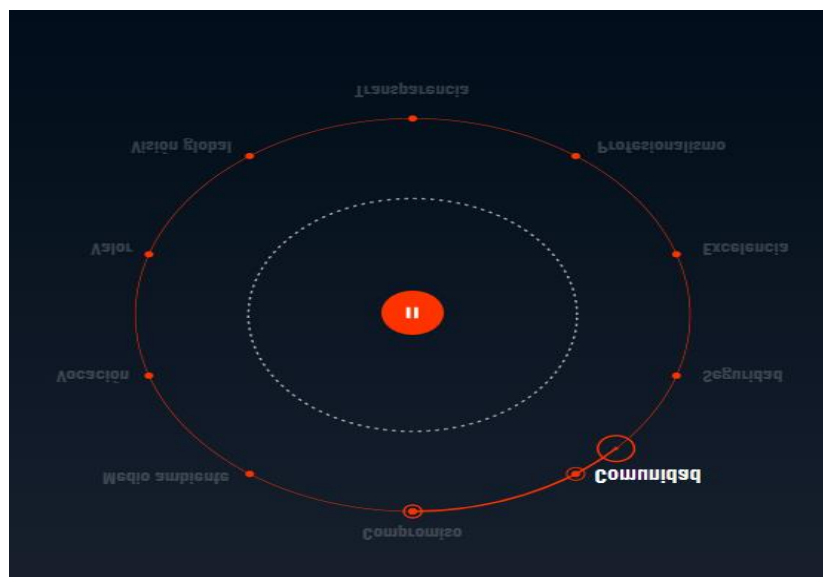 Transparencia
Visión global
Profesionalismo
Valor
Excelencia
Vocación
Seguridad
Medio ambiente
Comunidad
Compromiso